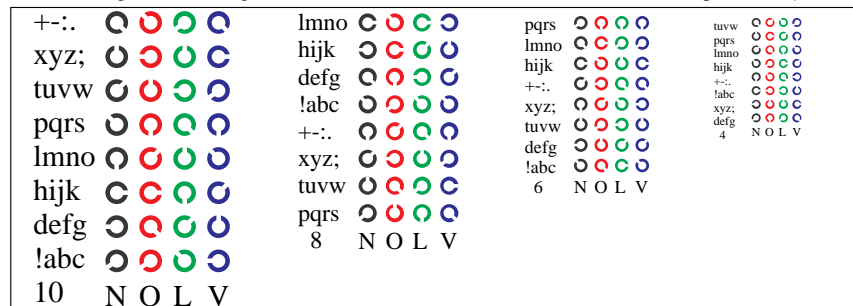 +-:.
xyz;
tuvw
pqrs
lmno
hijk
defg
!abc
10 N O L V
lmno
hijk
defg
!abc
+-:.
xyz;
tuvw
pqrs
8 N O L V
pqrs
lmno
hijk
+-:.
xyz;
tuvw
defg
!abc
6 N O L V
tuvw
pqrs
lmno
hijk
+-:.
!abc
xyz;
defg
4 N O L V